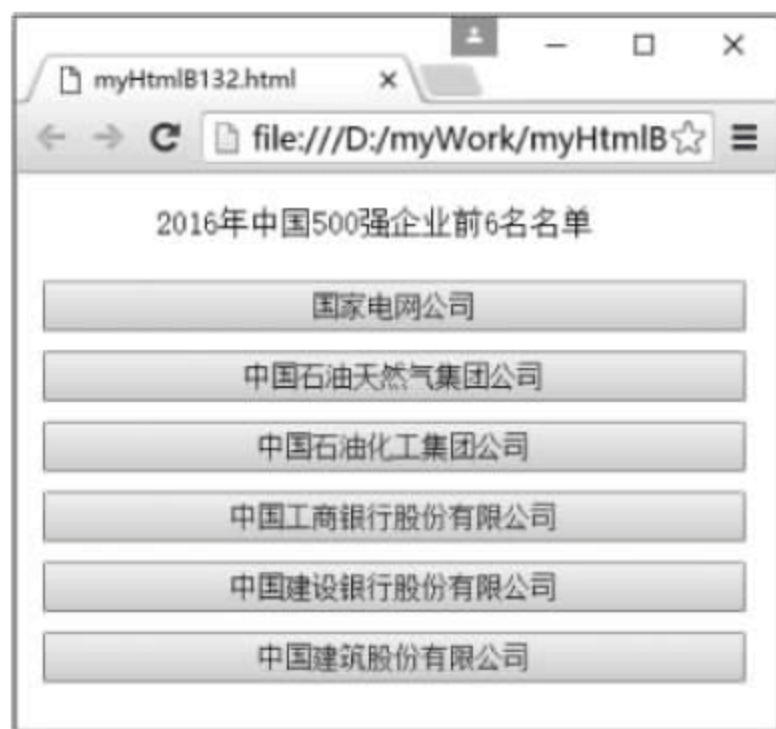 myHtmlB132.html
file:///D:/myWork/myHtmlB
2016年中国500强企业前6名名单
国家电网公司
中国石油天然气集团公司
中国石油化工集团公司
中国工商银行股份有限公司
中国建设银行股份有限公司
中国建筑股份有限公司